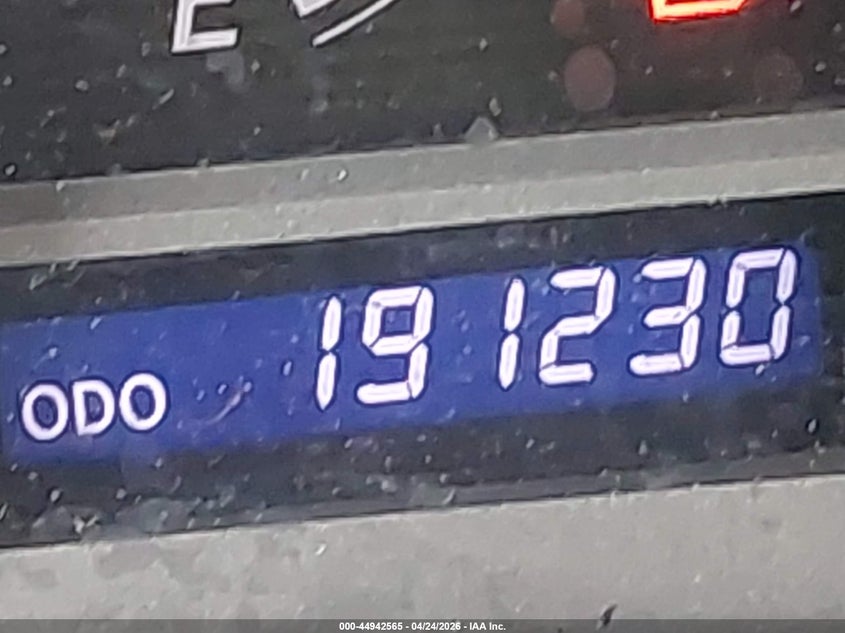 E
ODO 191230
000-44942565 - 04/24/2026 - IAA Inc.